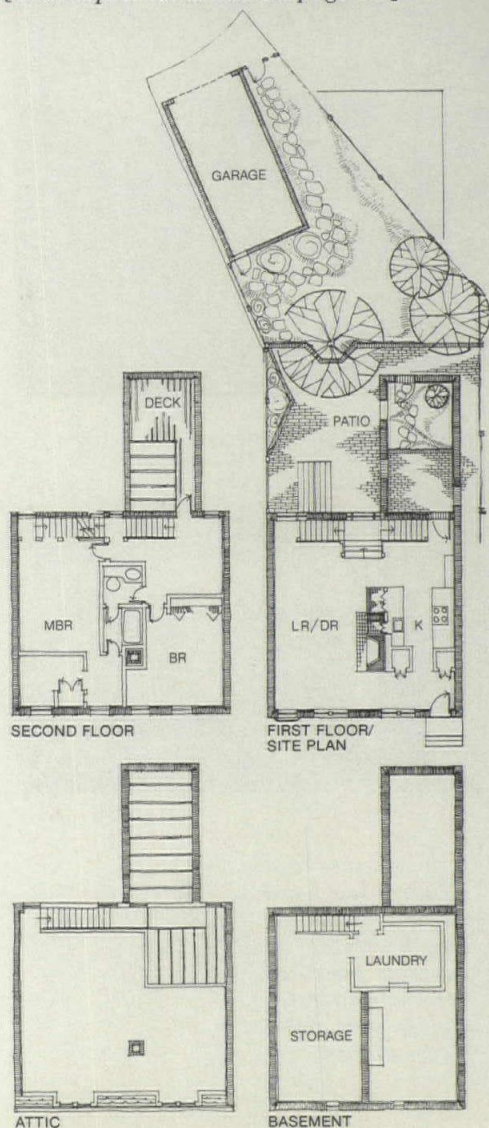 GARAGE
DECK
PATIO
MBR
BR
LR/DR
K
SECOND FLOOR
FIRST FLOOR/
SITE PLAN
LAUNDRY
STORAGE
ATTIC
BASEMENT